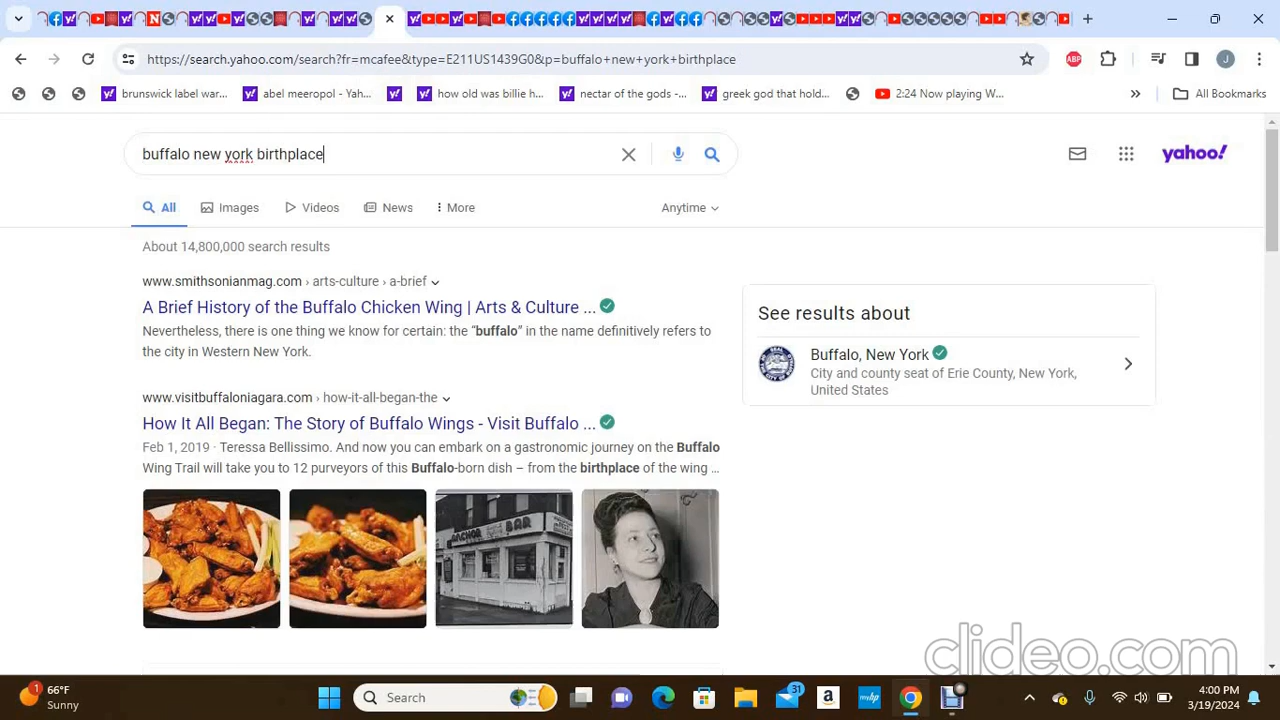 https://search.yahoo.com/search?fr=mcafee&type=E211US1439G0&p=buffalo+new+york+birthplace
ABP
J
brunswick label war...
abel meeropol - Yah...
how old was billie h...
nectar of the gods -...
greek god that hold...
2:24 Now playing W...
All Bookmarks
buffalo new york birthplace
yahoo!
All
Images
Videos
News
More
Anytime
About 14,800,000 search results
www.smithsonianmag.com › arts-culture › a-brief
A Brief History of the Buffalo Chicken Wing | Arts & Culture ...
Nevertheless, there is one thing we know for certain: the “buffalo” in the name definitively refers to
the city in Western New York.
www.visitbuffaloniagara.com › how-it-all-began-the
How It All Began: The Story of Buffalo Wings - Visit Buffalo ...
Feb 1, 2019 · Teressa Bellissimo. And now you can embark on a gastronomic journey on the Buffalo
Wing Trail will take you to 12 purveyors of this Buffalo-born dish – from the birthplace of the wing ...
ANCHOR BAR
See results about
Buffalo, New York
City and county seat of Erie County, New York,
United States
clideo.com
1
66°F
Sunny
Search
31
4:00 PM
3/19/2024